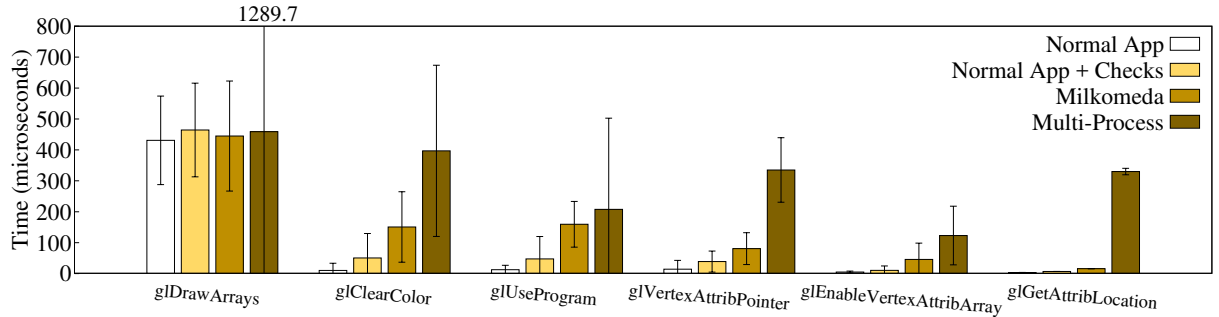 1289.7
800
700
600
500
400
300
200
100
0
Time (microseconds)
Normal App
Normal App + Checks
Milkomeda
Multi-Process
glDrawArrays
glClearColor
glUseProgram
glVertexAttribPointer
glEnableVertexAttribArray
glGetAttribLocation